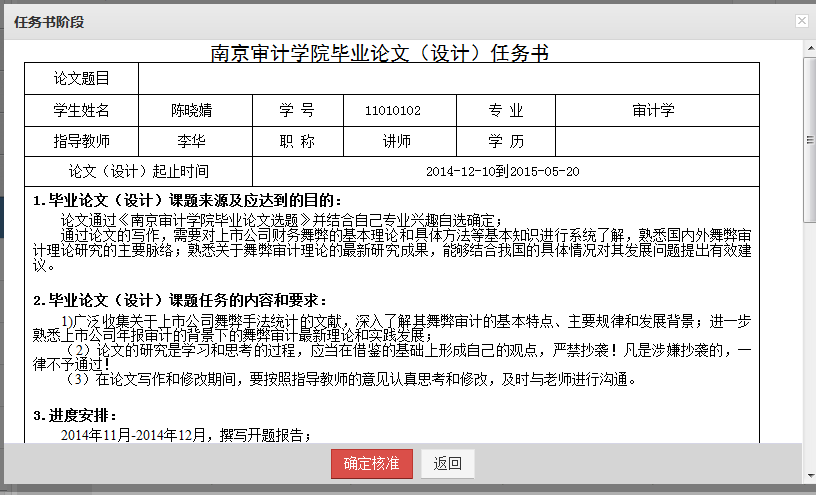 任务书阶段
南京审计学院毕业论文（设计）任务书
论文题目
学生姓名 陈晓婧 学 号 11010102 专 业 审计学
指导教师 李华 职 称 讲师 学 历
论文（设计）起止时间 2014-12-10到2015-05-20
1.毕业论文（设计）课题来源及应达到的目的：
论文通过《南京审计学院毕业论文选题》并结合自己专业兴趣自选确定；
通过论文的写作，需要对上市公司财务舞弊的基本理论和具体方法等基本知识进行系统了解，熟悉国内外舞弊审
计理论研究的主要脉络；熟悉关于舞弊审计理论的最新研究成果，能够结合我国的具体情况对其发展问题提出有效建
议。
2.毕业论文（设计）课题任务的内容和要求：
1)广泛收集关于上市公司舞弊手法统计的文献，深入了解其舞弊审计的基本特点、主要规律和发展背景；进一步
熟悉上市公司年报审计的背景下的舞弊审计最新理论和实践发展；
（2）论文的研究是学习和思考的过程，应当在借鉴的基础上形成自己的观点，严禁抄袭！凡是涉嫌抄袭的，一
律不予通过！
（3）在论文写作和修改期间，要按照指导教师的意见认真思考和修改，及时与老师进行沟通。
3.进度安排：
2014年11月-2014年12月，撰写开题报告；
确定核准 返回